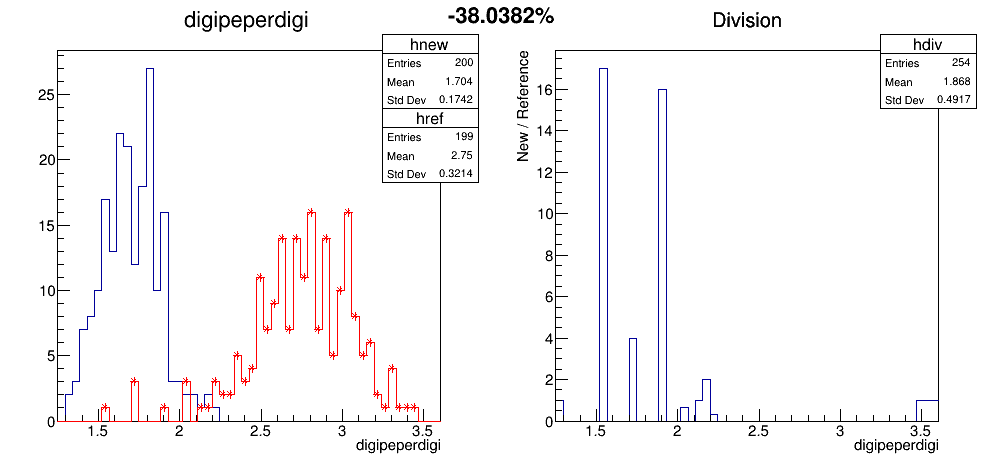 digipeperdigi
-38.0382%
Division
hnew
Entries 200
Mean 1.704
Std Dev 0.1742
href
Entries 199
Mean 2.75
Std Dev 0.3214
25
20
15
10
5
0
1.5 2 2.5 3 3.5
digipeperdigi
hdiv
Entries 254
Mean 1.868
Std Dev 0.4917
New / Reference
16
14
12
10
8
6
4
2
0
1.5 2 2.5 3 3.5
digipeperdigi